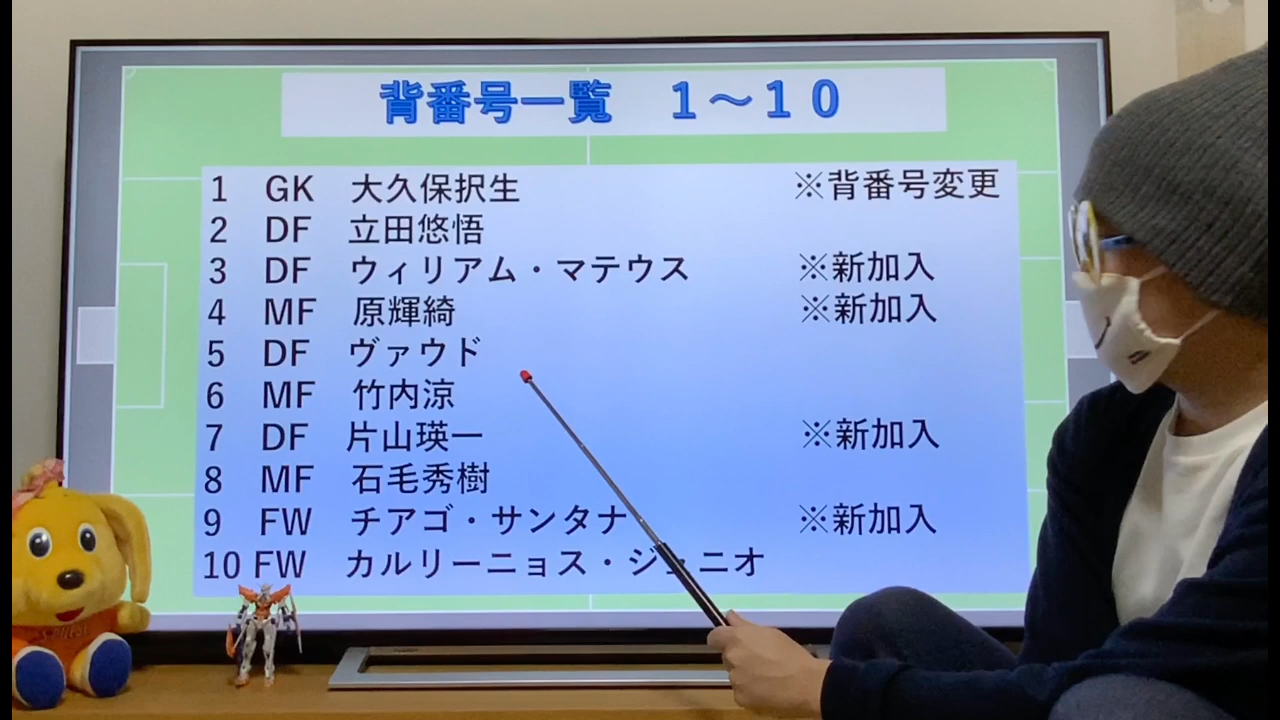 背番号一覧　１～１０
1 GK 大久保択生 ※背番号変更
2 DF 立田悠悟
3 DF ウィリアム・マテウス ※新加入
4 MF 原輝綺 ※新加入
5 DF ヴァウド
6 MF 竹内涼
7 DF 片山瑛一 ※新加入
8 MF 石毛秀樹
9 FW チアゴ・サンタナ ※新加入
10 FW カルリーニョス・ジュニオ
S-PULSE